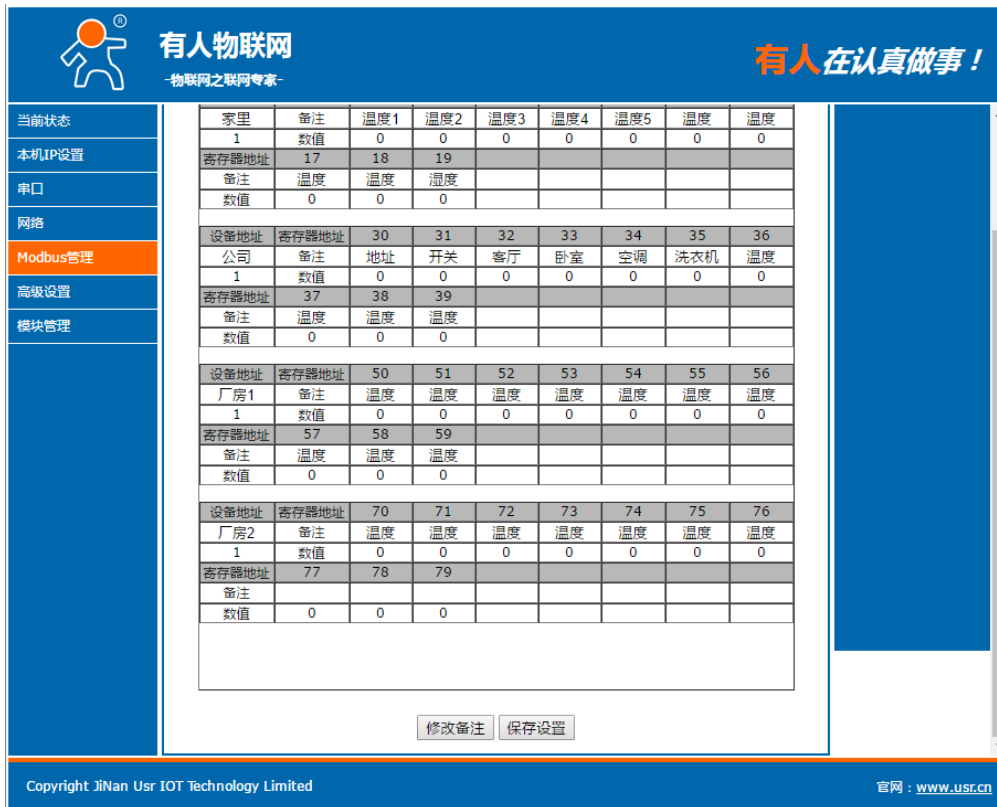 ®
有人物联网
-物联网之联网专家-
有人在认真做事！
当前状态
本机IP设置
串口
网络
Modbus管理
高级设置
模块管理
家里 备注 温度1 温度2 温度3 温度4 温度5 温度 温度
1 数值 0 0 0 0 0 0 0
寄存器地址 17 18 19
备注 温度 温度 湿度
数值 0 0 0
设备地址 寄存器地址 30 31 32 33 34 35 36
公司 备注 地址 开关 客厅 卧室 空调 洗衣机 温度
1 数值 0 0 0 0 0 0 0
寄存器地址 37 38 39
备注 温度 温度 温度
数值 0 0 0
设备地址 寄存器地址 50 51 52 53 54 55 56
厂房1 备注 温度 温度 温度 温度 温度 温度 温度
1 数值 0 0 0 0 0 0 0
寄存器地址 57 58 59
备注 温度 温度 温度
数值 0 0 0
设备地址 寄存器地址 70 71 72 73 74 75 76
厂房2 备注 温度 温度 温度 温度 温度 温度 温度
1 数值 0 0 0 0 0 0 0
寄存器地址 77 78 79
备注
数值 0 0 0
修改备注 保存设置
Copyright JiNan Usr IOT Technology Limited
官网：www.usr.cn